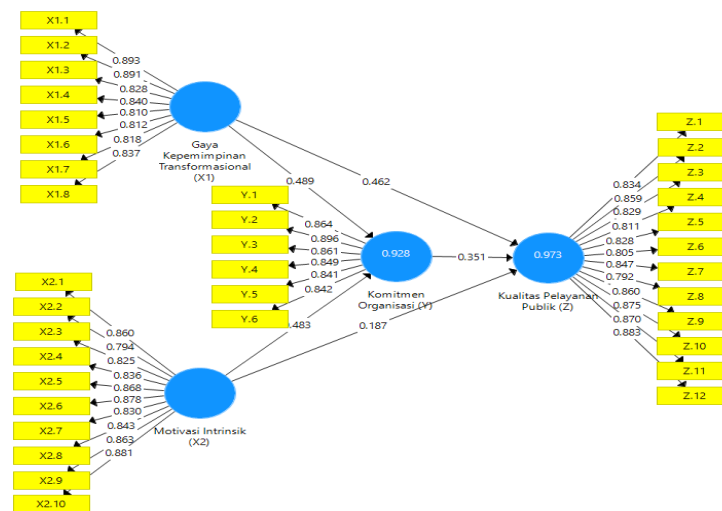 X1.1
X1.2
X1.3
X1.4
X1.5
X1.6
X1.7
X1.8
0.893
0.891
0.828
0.840
0.810
0.812
0.818
0.837
Gaya
Kepemimpinan
Transformasional
(X1)
0.489
0.462
Y.1
Y.2
Y.3
Y.4
Y.5
Y.6
0.864
0.896
0.861
0.849
0.841
0.842
0.928
Komitmen
Organisasi (Y)
0.351
0.483
0.187
0.973
Kualitas Pelayanan
Publik (Z)
0.834
0.859
0.829
0.811
0.828
0.805
0.847
0.792
0.860
0.875
0.870
0.883
Z.1
Z.2
Z.3
Z.4
Z.5
Z.6
Z.7
Z.8
Z.9
Z.10
Z.11
Z.12
X2.1
X2.2
X2.3
X2.4
X2.5
X2.6
X2.7
X2.8
X2.9
X2.10
0.860
0.794
0.825
0.836
0.868
0.878
0.830
0.843
0.863
0.881
Motivasi Intrinsik
(X2)